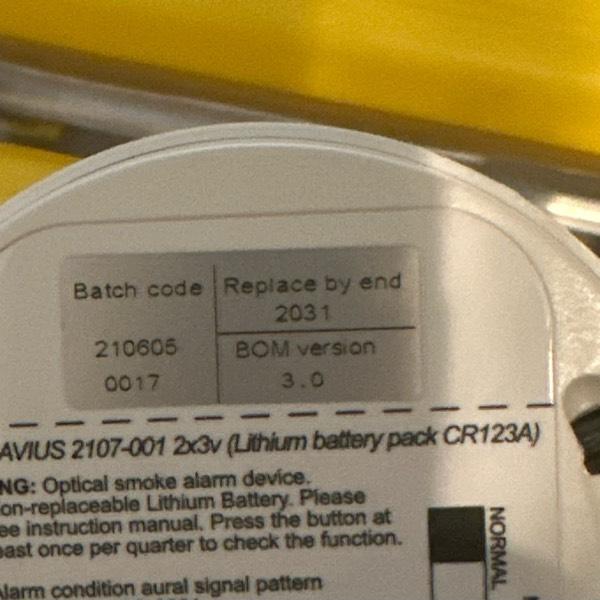 Batch code
210605
0017
Replace by end
2031
BOM version
3.0
AVIUS 2107-001 2x3v (Lithium battery pack CR123A)
NG: Optical smoke alarm device.
on-replaceable Lithium Battery. Please
ee instruction manual. Press the button at
east once per quarter to check the function.
Alarm condition aural signal pattern
NORMAL